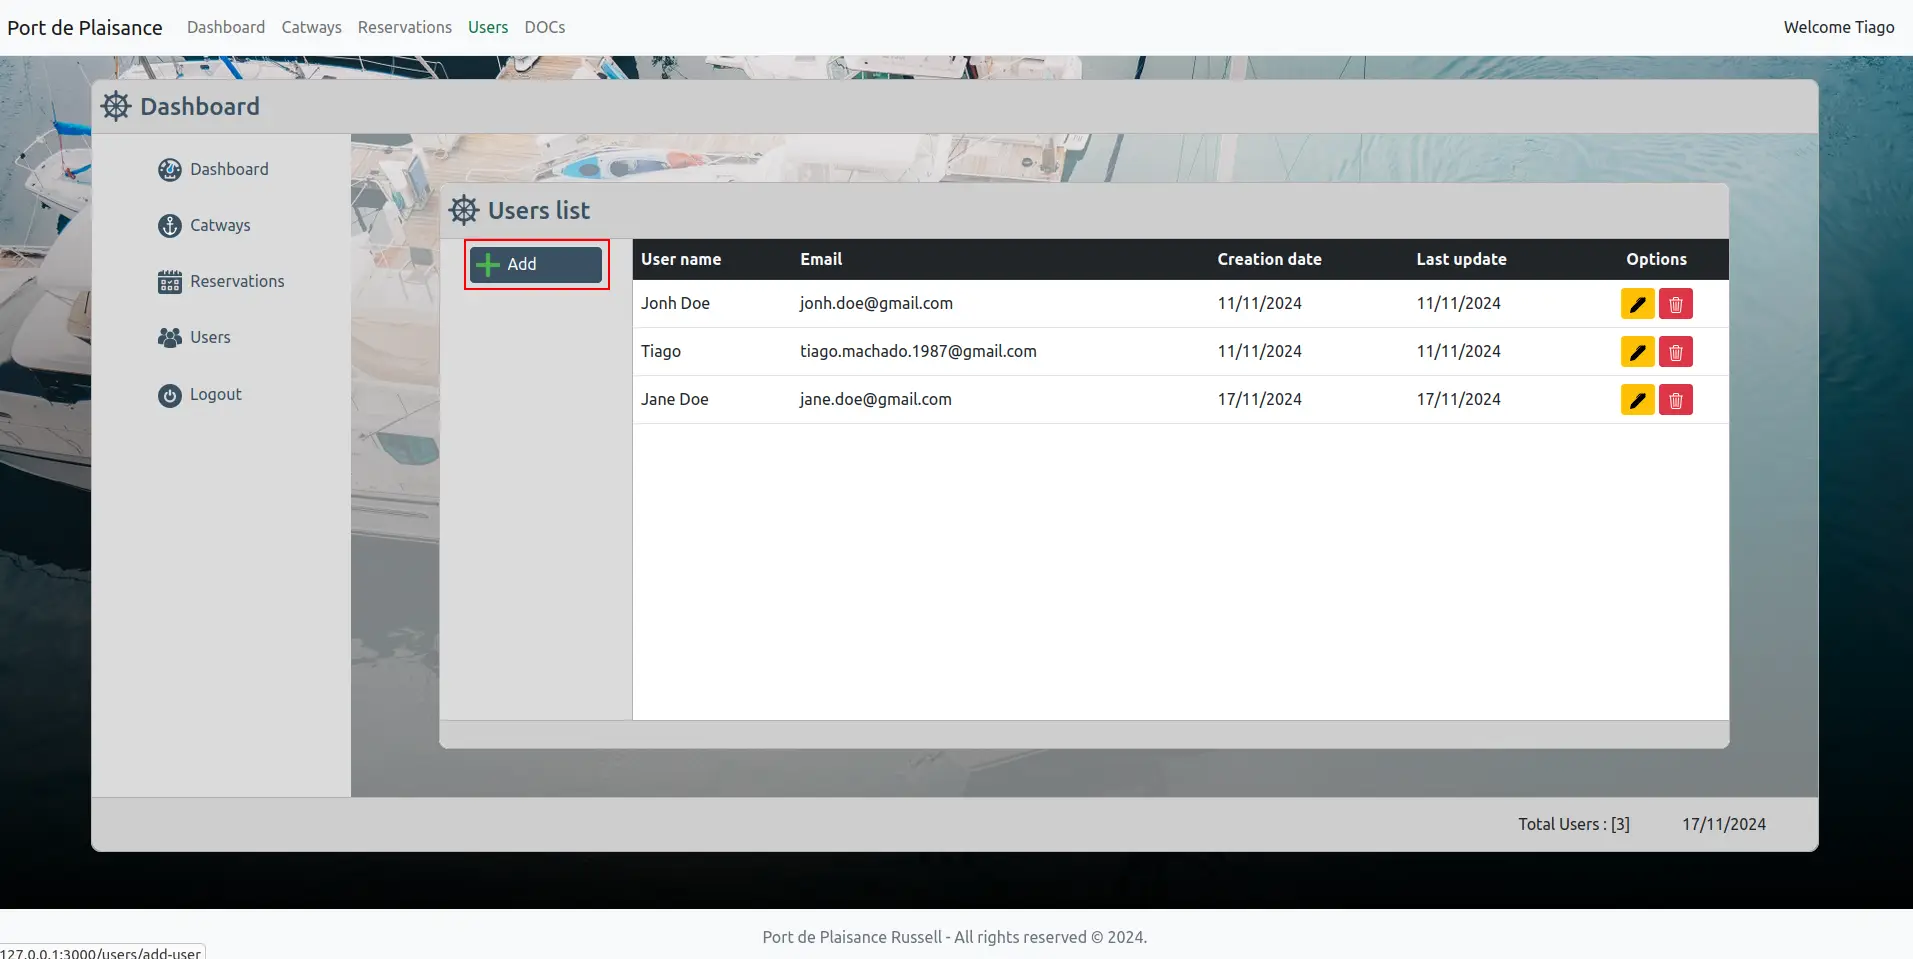 Port de Plaisance Dashboard Catways Reservations Users DOCs Welcome Tiago
Dashboard
Dashboard
Catways
Reservations
Users
Logout
Users list
Add
User name Email Creation date Last update Options
Jonh Doe jonh.doe@gmail.com 11/11/2024 11/11/2024
Tiago tiago.machado.1987@gmail.com 11/11/2024 11/11/2024
Jane Doe jane.doe@gmail.com 17/11/2024 17/11/2024
Total Users : [3] 17/11/2024
Port de Plaisance Russell - All rights reserved © 2024.
127.0.0.1:3000/users/add-user